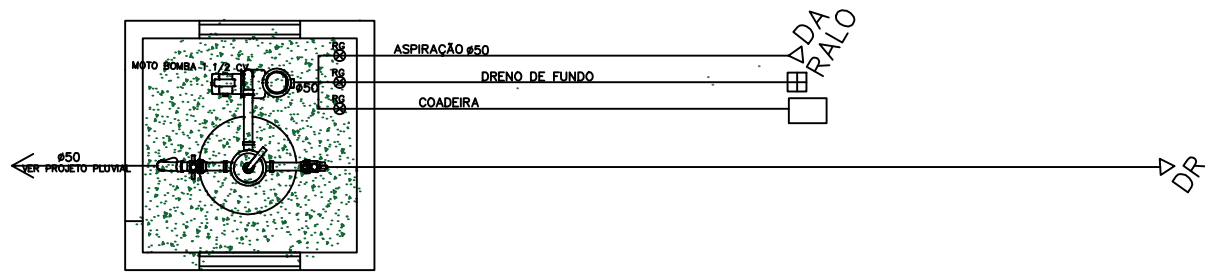 DA
RALO
RG
ASPIRAÇÃO ø50
MOTO BOMBA 1 1/2 CV
RG
DRENO DE FUNDO
ø50
RG
COADEIRA
ø50
VER PROJETO PLUVIAL
DR